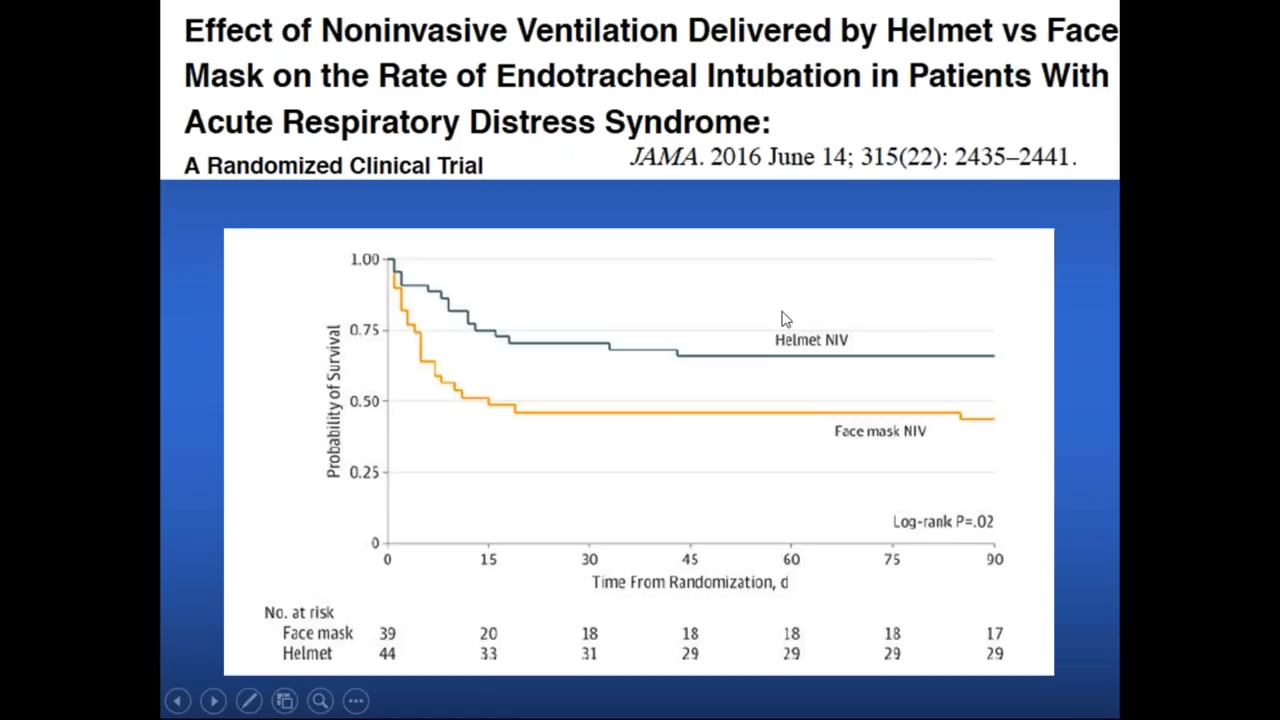 Effect of Noninvasive Ventilation Delivered by Helmet vs Face
Mask on the Rate of Endotracheal Intubation in Patients With
Acute Respiratory Distress Syndrome:
A Randomized Clinical Trial
JAMA. 2016 June 14; 315(22): 2435–2441.
1.00
0.75
0.50
0.25
0
Probability of Survival
Helmet NIV
Face mask NIV
Log-rank P=.02
0 15 30 45 60 75 90
Time From Randomization, d
No. at risk
Face mask 39 20 18 18 18 18 17
Helmet 44 33 31 29 29 29 29